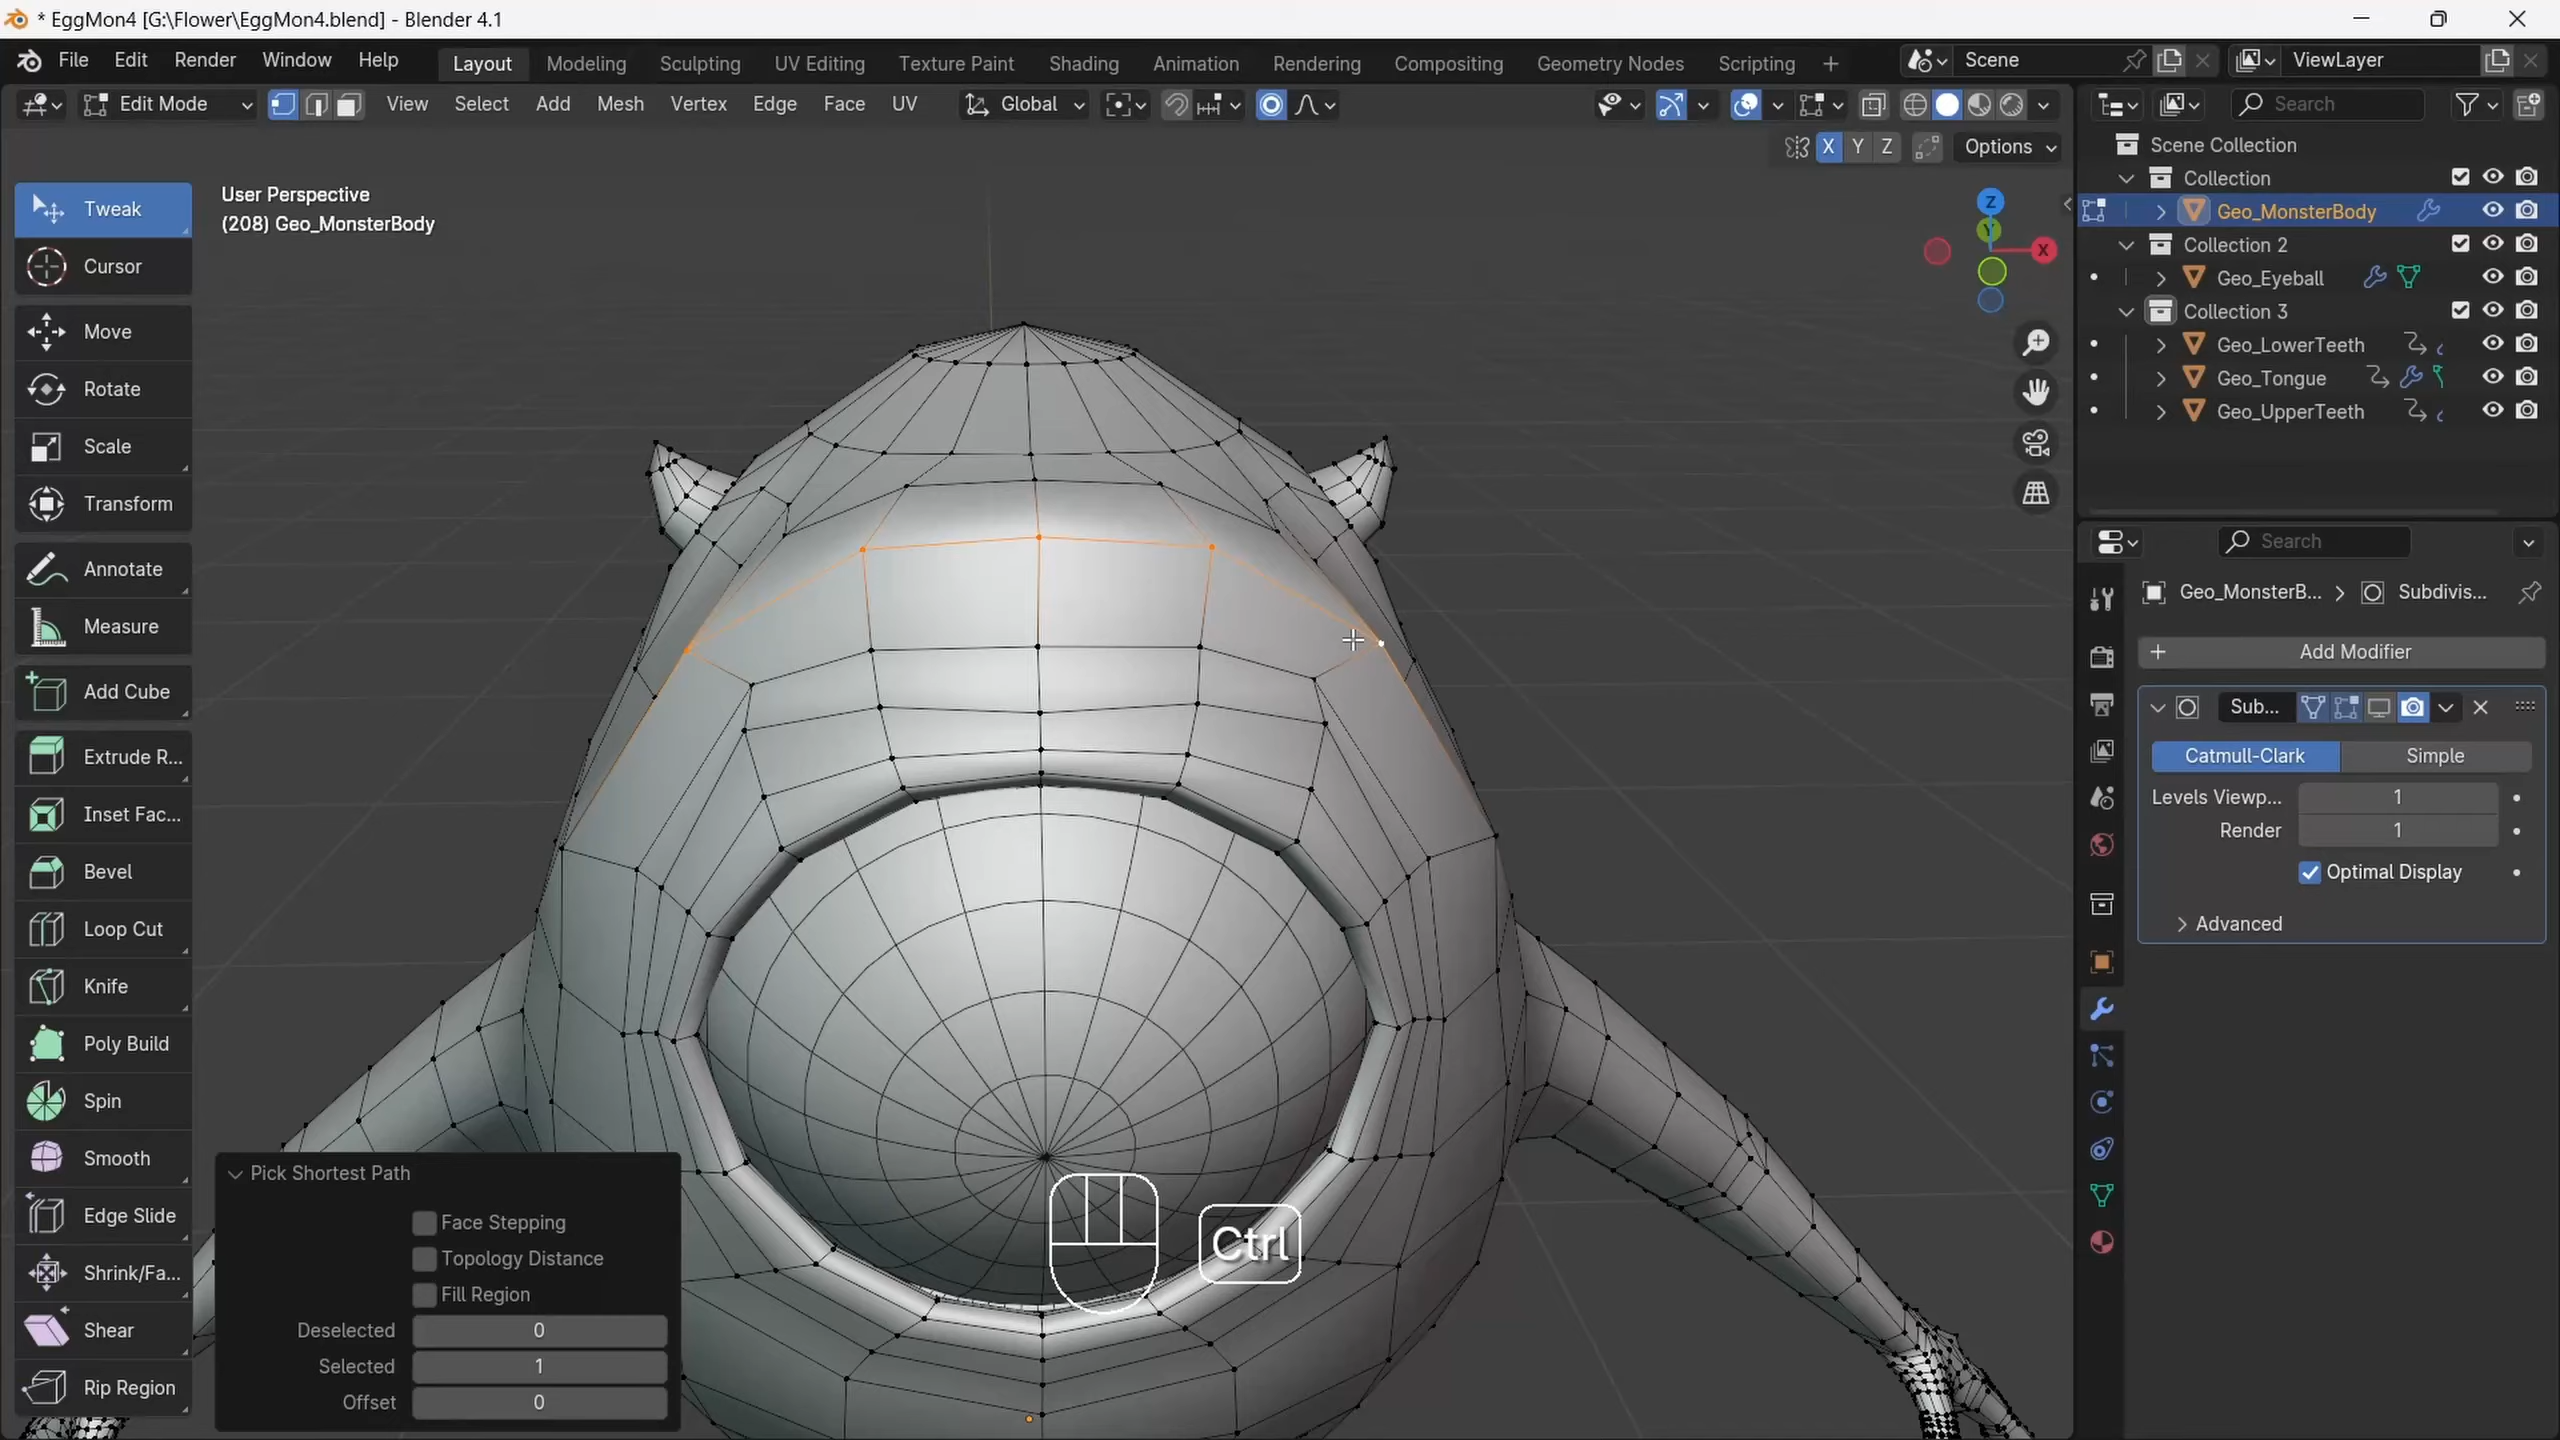 * EggMon4 [G:\Flower\EggMon4.blend] - Blender 4.1
File Edit Render Window Help Layout Modeling Sculpting UV Editing Texture Paint Shading Animation Rendering Compositing Geometry Nodes Scripting + Scene ViewLayer
Edit Mode View Select Add Mesh Vertex Edge Face UV Global Search
X Y Z Options
Scene Collection
Collection
Geo_MonsterBody
Collection 2
Geo_Eyeball
Collection 3
Geo_LowerTeeth
Geo_Tongue
Geo_UpperTeeth
User Perspective
(208) Geo_MonsterBody
Z
Y
X
Tweak
Cursor
Move
Rotate
Scale
Transform
Annotate
Measure
Add Cube
Extrude R...
Inset Fac...
Bevel
Loop Cut
Knife
Poly Build
Spin
Smooth
Edge Slide
Shrink/Fa...
Shear
Rip Region
Pick Shortest Path
Face Stepping
Topology Distance
Fill Region
Deselected 0
Selected 1
Offset 0
Ctrl
Search
Geo_MonsterB... Subdivis...
+ Add Modifier
Sub...
Catmull-Clark Simple
Levels Viewp... 1
Render 1
Optimal Display
Advanced